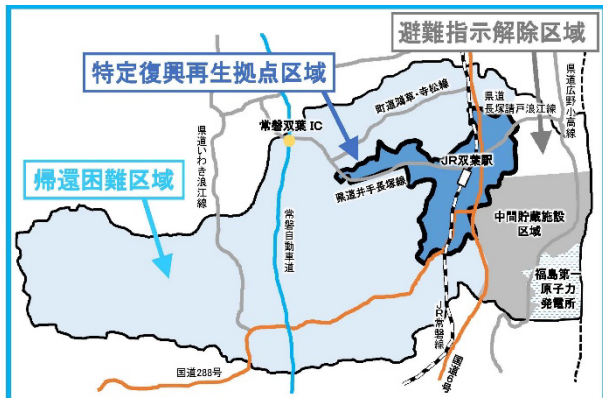 避難指示解除区域
特定復興再生拠点区域
県道広野小高線
町道鴻草・寺松線
県道
長塚請戸浪江線
常磐双葉 IC
県道いわき浪江線
JR双葉駅
帰還困難区域
県道井手長塚線
中間貯蔵施設
区域
常磐自動車道
福島第一
原子力
発電所
JR常磐線
国道6号
国道288号